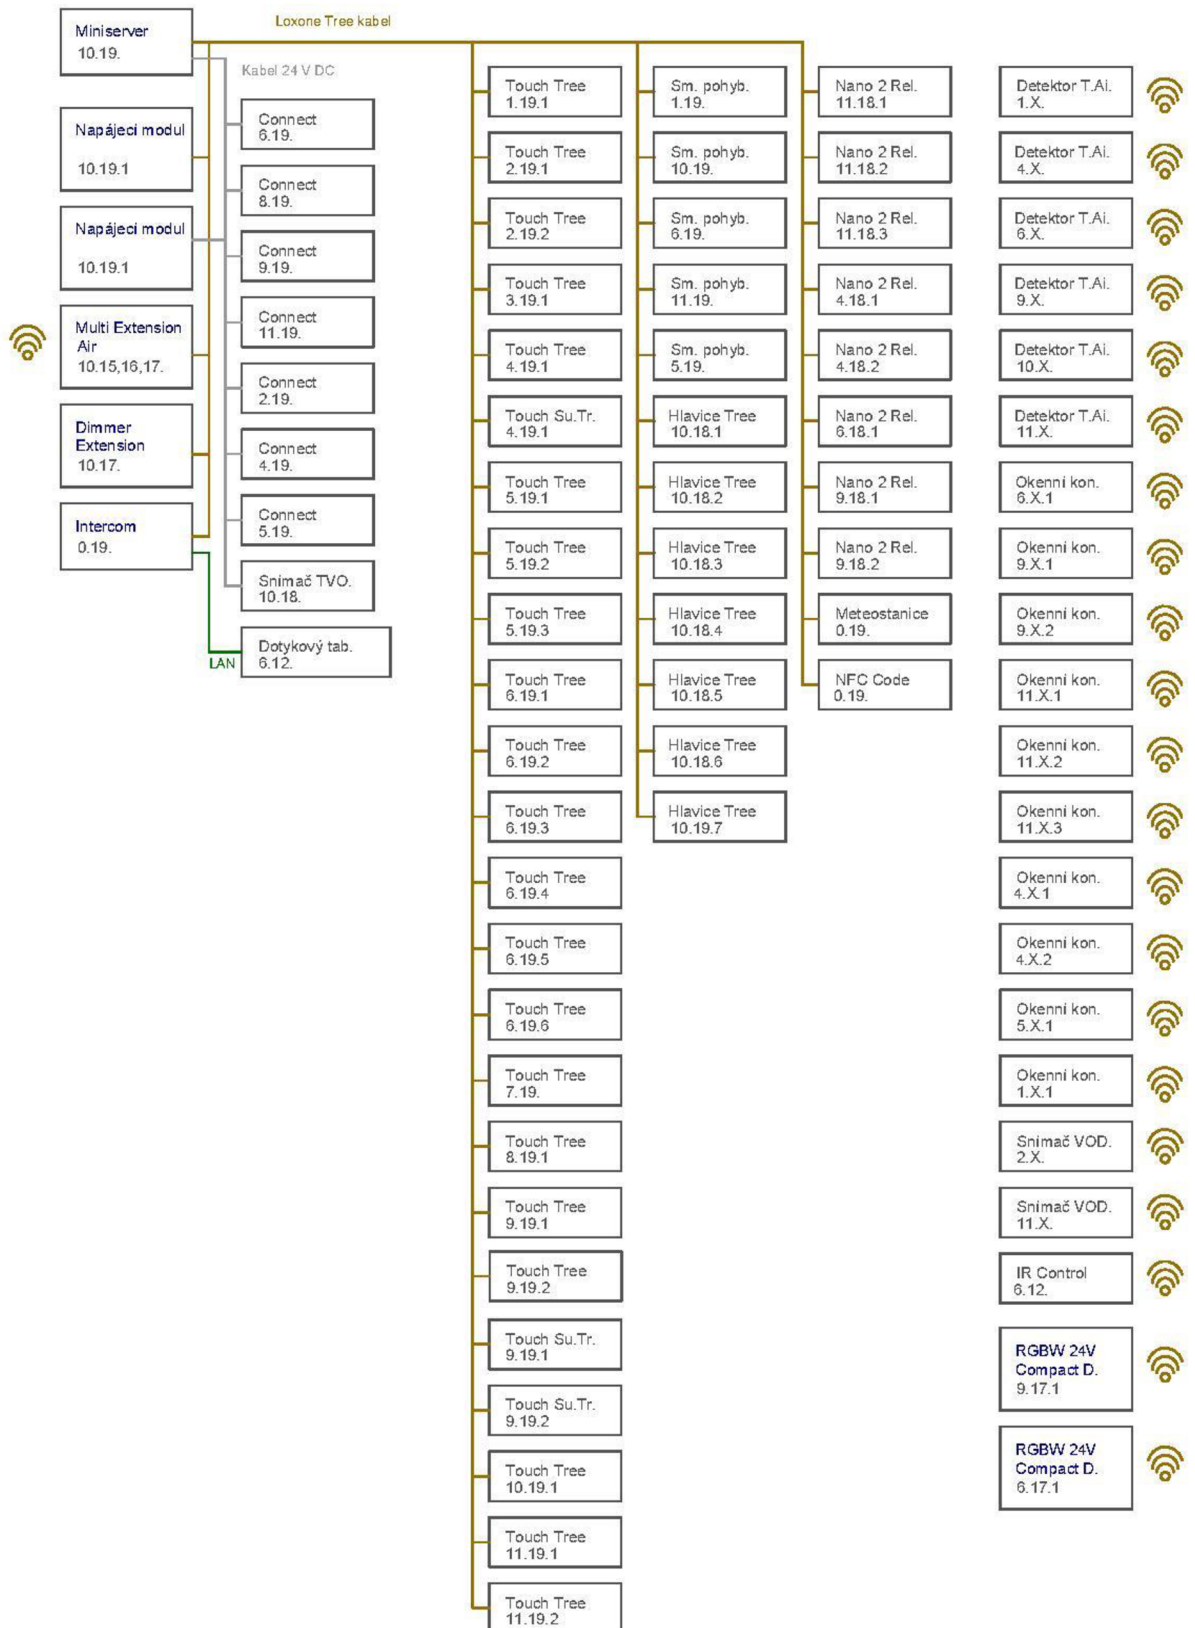 Loxone Tree kabel
Miniserver
10.19.
Kabel 24 V DC
Napájecí modul
10.19.1
Napájecí modul
10.19.1
Multi Extension
Air
10.15,16,17.
Dimmer
Extension
10.17.
Intercom
0.19.
LAN
Connect
6.19.
Connect
8.19.
Connect
9.19.
Connect
11.19.
Connect
2.19.
Connect
4.19.
Connect
5.19.
Snímač TVO.
10.18.
Dotykový tab.
6.12.
Touch Tree
1.19.1
Touch Tree
2.19.1
Touch Tree
2.19.2
Touch Tree
3.19.1
Touch Tree
4.19.1
Touch Su.Tr.
4.19.1
Touch Tree
5.19.1
Touch Tree
5.19.2
Touch Tree
5.19.3
Touch Tree
6.19.1
Touch Tree
6.19.2
Touch Tree
6.19.3
Touch Tree
6.19.4
Touch Tree
6.19.5
Touch Tree
6.19.6
Touch Tree
7.19.
Touch Tree
8.19.1
Touch Tree
9.19.1
Touch Tree
9.19.2
Touch Su.Tr.
9.19.1
Touch Su.Tr.
9.19.2
Touch Tree
10.19.1
Touch Tree
11.19.1
Touch Tree
11.19.2
Sm. pohyb.
1.19.
Sm. pohyb.
10.19.
Sm. pohyb.
6.19.
Sm. pohyb.
11.19.
Sm. pohyb.
5.19.
Hlavice Tree
10.18.1
Hlavice Tree
10.18.2
Hlavice Tree
10.18.3
Hlavice Tree
10.18.4
Hlavice Tree
10.18.5
Hlavice Tree
10.18.6
Hlavice Tree
10.19.7
Nano 2 Rel.
11.18.1
Nano 2 Rel.
11.18.2
Nano 2 Rel.
11.18.3
Nano 2 Rel.
4.18.1
Nano 2 Rel.
4.18.2
Nano 2 Rel.
6.18.1
Nano 2 Rel.
9.18.1
Nano 2 Rel.
9.18.2
Meteostanice
0.19.
NFC Code
0.19.
Detektor T.Ai.
1.X.
Detektor T.Ai.
4.X.
Detektor T.Ai.
6.X.
Detektor T.Ai.
9.X.
Detektor T.Ai.
10.X.
Detektor T.Ai.
11.X.
Okenní kon.
6.X.1
Okenní kon.
9.X.1
Okenní kon.
9.X.2
Okenní kon.
11.X.1
Okenní kon.
11.X.2
Okenní kon.
11.X.3
Okenní kon.
4.X.1
Okenní kon.
4.X.2
Okenní kon.
5.X.1
Okenní kon.
1.X.1
Snímač VOD.
2.X.
Snímač VOD.
11.X.
IR Control
6.12.
RGBW 24V
Compact D.
9.17.1
RGBW 24V
Compact D.
6.17.1